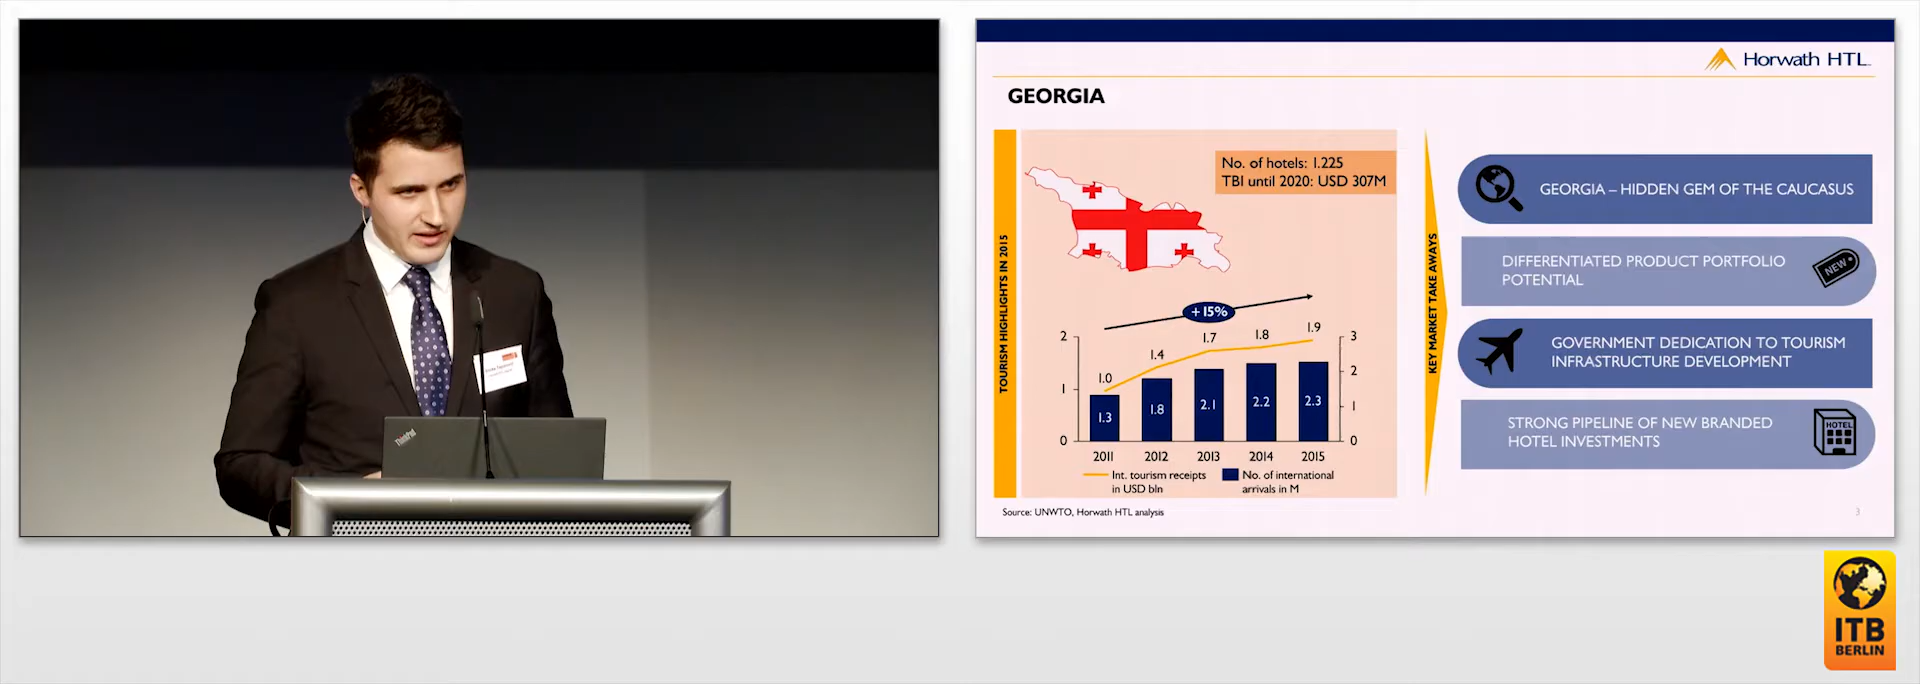 ThinkPad
Horwath HTL
GEORGIA
TOURISM HIGHLIGHTS IN 2015
No. of hotels: 1.225
TBI until 2020: USD 307M
+15%
2
1
0
3
2
1
0
1.0
1.4
1.7
1.8
1.9
1.3
1.8
2.1
2.2
2.3
2011
2012
2013
2014
2015
Int. tourism receipts
in USD bln
No. of international
arrivals in M
KEY MARKET TAKE AWAYS
GEORGIA – HIDDEN GEM OF THE CAUCASUS
DIFFERENTIATED PRODUCT PORTFOLIO
POTENTIAL
NEW
GOVERNMENT DEDICATION TO TOURISM
INFRASTRUCTURE DEVELOPMENT
STRONG PIPELINE OF NEW BRANDED
HOTEL INVESTMENTS
HOTEL
Source: UNWTO, Horwath HTL analysis
3
ITB
BERLIN